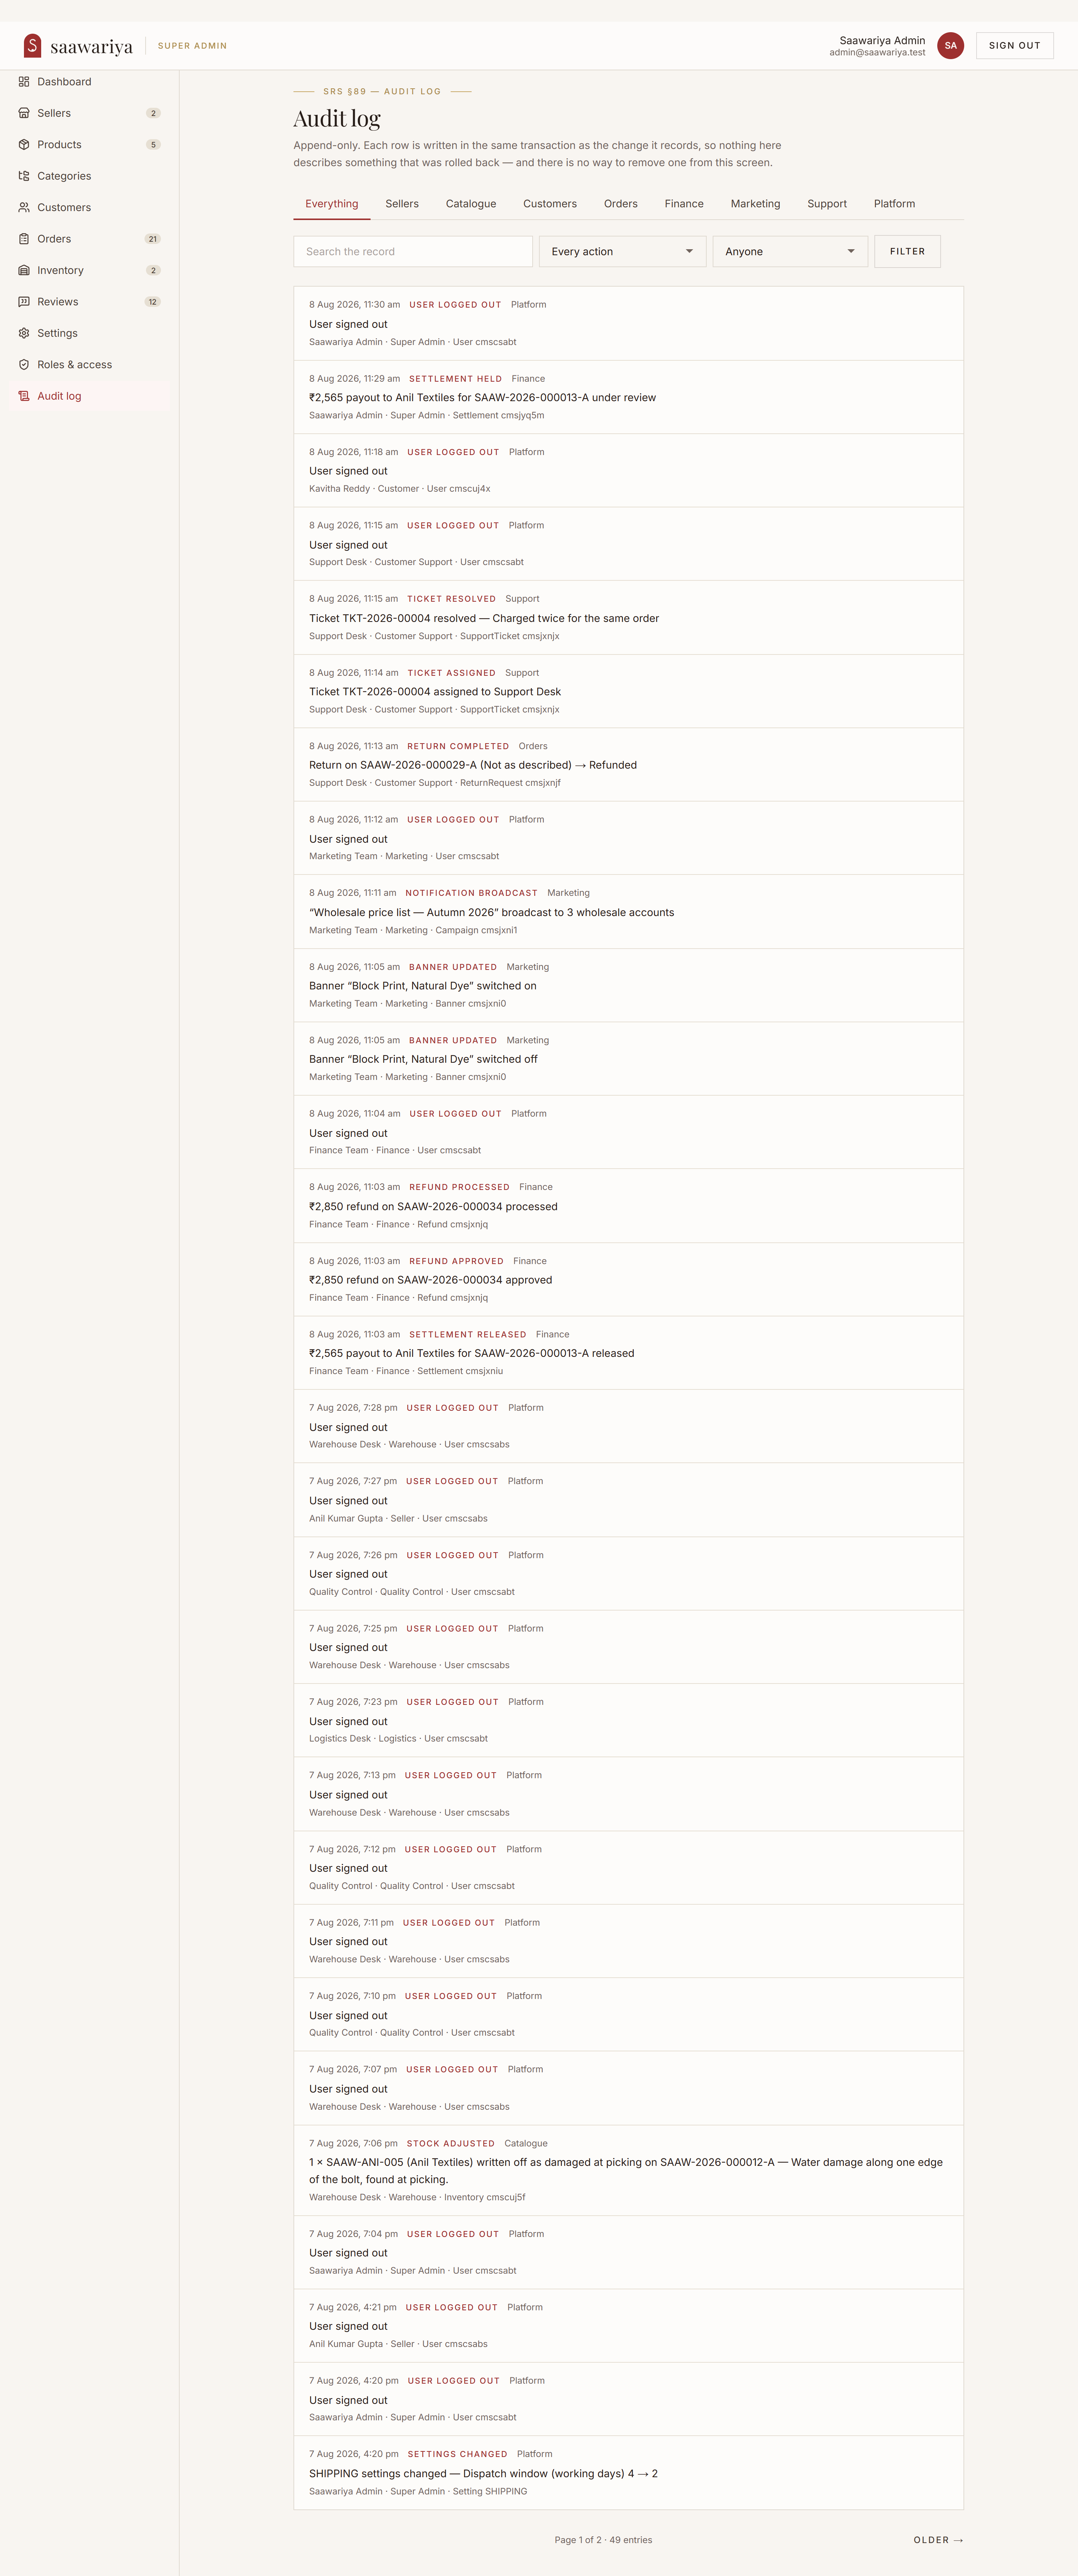 saawariya
SUPER ADMIN
Saawariya Admin
admin@saawariya.test
SA
SIGN OUT
Dashboard
Sellers 2
Products 5
Categories
Customers
Orders 21
Inventory 2
Reviews 12
Settings
Roles & access
Audit log
SRS §89 — AUDIT LOG
Audit log
Append-only. Each row is written in the same transaction as the change it records, so nothing here
describes something that was rolled back — and there is no way to remove one from this screen.
Everything Sellers Catalogue Customers Orders Finance Marketing Support Platform
Search the record Every action Anyone FILTER
8 Aug 2026, 11:30 am USER LOGGED OUT Platform
User signed out
Saawariya Admin · Super Admin · User cmscsabt
8 Aug 2026, 11:29 am SETTLEMENT HELD Finance
₹2,565 payout to Anil Textiles for SAAW-2026-000013-A under review
Saawariya Admin · Super Admin · Settlement cmsjyq5m
8 Aug 2026, 11:18 am USER LOGGED OUT Platform
User signed out
Kavitha Reddy · Customer · User cmscuj4x
8 Aug 2026, 11:15 am USER LOGGED OUT Platform
User signed out
Support Desk · Customer Support · User cmscsabt
8 Aug 2026, 11:15 am TICKET RESOLVED Support
Ticket TKT-2026-00004 resolved — Charged twice for the same order
Support Desk · Customer Support · SupportTicket cmsjxnjx
8 Aug 2026, 11:14 am TICKET ASSIGNED Support
Ticket TKT-2026-00004 assigned to Support Desk
Support Desk · Customer Support · SupportTicket cmsjxnjx
8 Aug 2026, 11:13 am RETURN COMPLETED Orders
Return on SAAW-2026-000029-A (Not as described) → Refunded
Support Desk · Customer Support · ReturnRequest cmsjxnjf
8 Aug 2026, 11:12 am USER LOGGED OUT Platform
User signed out
Marketing Team · Marketing · User cmscsabt
8 Aug 2026, 11:11 am NOTIFICATION BROADCAST Marketing
“Wholesale price list — Autumn 2026” broadcast to 3 wholesale accounts
Marketing Team · Marketing · Campaign cmsjxni1
8 Aug 2026, 11:05 am BANNER UPDATED Marketing
Banner “Block Print, Natural Dye” switched on
Marketing Team · Marketing · Banner cmsjxni0
8 Aug 2026, 11:05 am BANNER UPDATED Marketing
Banner “Block Print, Natural Dye” switched off
Marketing Team · Marketing · Banner cmsjxni0
8 Aug 2026, 11:04 am USER LOGGED OUT Platform
User signed out
Finance Team · Finance · User cmscsabt
8 Aug 2026, 11:03 am REFUND PROCESSED Finance
₹2,850 refund on SAAW-2026-000034 processed
Finance Team · Finance · Refund cmsjxnjq
8 Aug 2026, 11:03 am REFUND APPROVED Finance
₹2,850 refund on SAAW-2026-000034 approved
Finance Team · Finance · Refund cmsjxnjq
8 Aug 2026, 11:03 am SETTLEMENT RELEASED Finance
₹2,565 payout to Anil Textiles for SAAW-2026-000013-A released
Finance Team · Finance · Settlement cmsjxniu
7 Aug 2026, 7:28 pm USER LOGGED OUT Platform
User signed out
Warehouse Desk · Warehouse · User cmscsabs
7 Aug 2026, 7:27 pm USER LOGGED OUT Platform
User signed out
Anil Kumar Gupta · Seller · User cmscsabs
7 Aug 2026, 7:26 pm USER LOGGED OUT Platform
User signed out
Quality Control · Quality Control · User cmscsabt
7 Aug 2026, 7:25 pm USER LOGGED OUT Platform
User signed out
Warehouse Desk · Warehouse · User cmscsabs
7 Aug 2026, 7:23 pm USER LOGGED OUT Platform
User signed out
Logistics Desk · Logistics · User cmscsabt
7 Aug 2026, 7:13 pm USER LOGGED OUT Platform
User signed out
Warehouse Desk · Warehouse · User cmscsabs
7 Aug 2026, 7:12 pm USER LOGGED OUT Platform
User signed out
Quality Control · Quality Control · User cmscsabt
7 Aug 2026, 7:11 pm USER LOGGED OUT Platform
User signed out
Warehouse Desk · Warehouse · User cmscsabs
7 Aug 2026, 7:10 pm USER LOGGED OUT Platform
User signed out
Quality Control · Quality Control · User cmscsabt
7 Aug 2026, 7:07 pm USER LOGGED OUT Platform
User signed out
Warehouse Desk · Warehouse · User cmscsabs
7 Aug 2026, 7:06 pm STOCK ADJUSTED Catalogue
1 × SAAW-ANI-005 (Anil Textiles) written off as damaged at picking on SAAW-2026-000012-A — Water damage along one edge
of the bolt, found at picking.
Warehouse Desk · Warehouse · Inventory cmscuj5f
7 Aug 2026, 7:04 pm USER LOGGED OUT Platform
User signed out
Saawariya Admin · Super Admin · User cmscsabt
7 Aug 2026, 4:21 pm USER LOGGED OUT Platform
User signed out
Anil Kumar Gupta · Seller · User cmscsabs
7 Aug 2026, 4:20 pm USER LOGGED OUT Platform
User signed out
Saawariya Admin · Super Admin · User cmscsabt
7 Aug 2026, 4:20 pm SETTINGS CHANGED Platform
SHIPPING settings changed — Dispatch window (working days) 4 → 2
Saawariya Admin · Super Admin · Setting SHIPPING
Page 1 of 2 · 49 entries
OLDER →